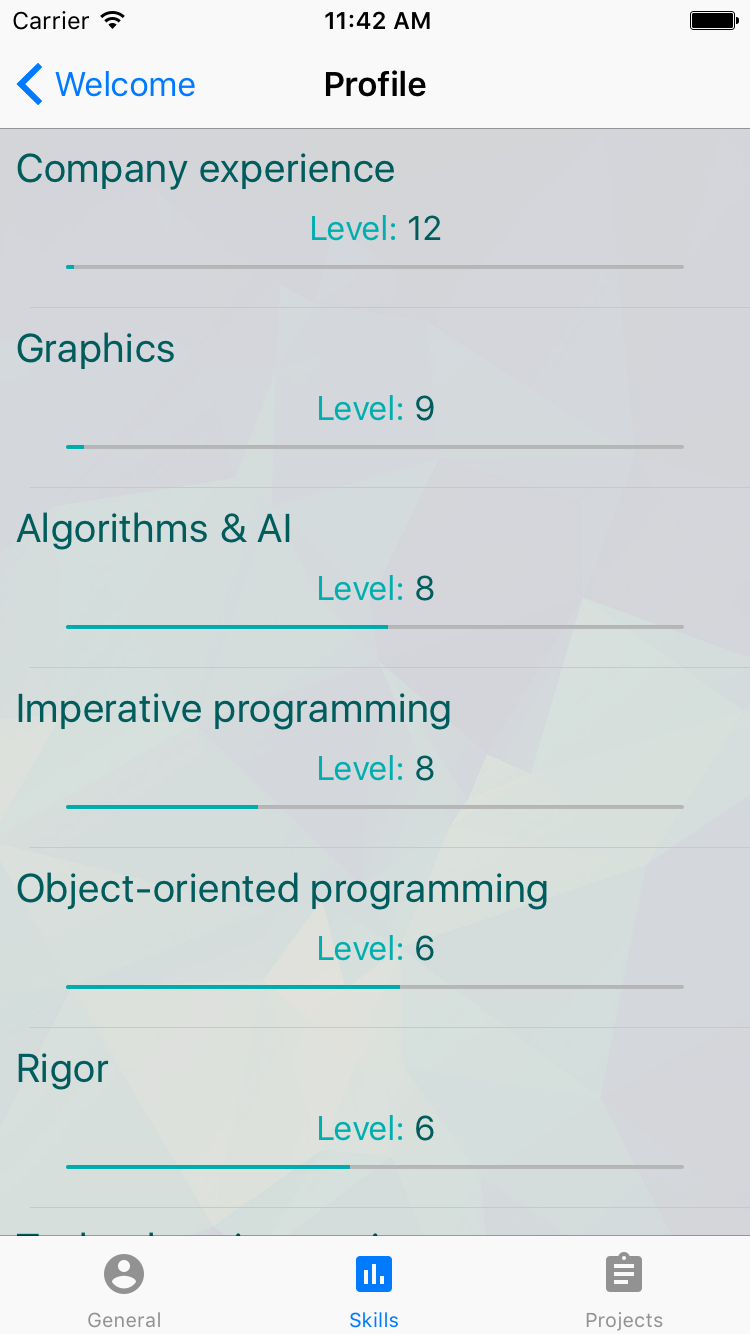 Carrier 11:42 AM
Welcome Profile
Company experience
Level: 12
Graphics
Level: 9
Algorithms & AI
Level: 8
Imperative programming
Level: 8
Object-oriented programming
Level: 6
Rigor
Level: 6
General Skills Projects